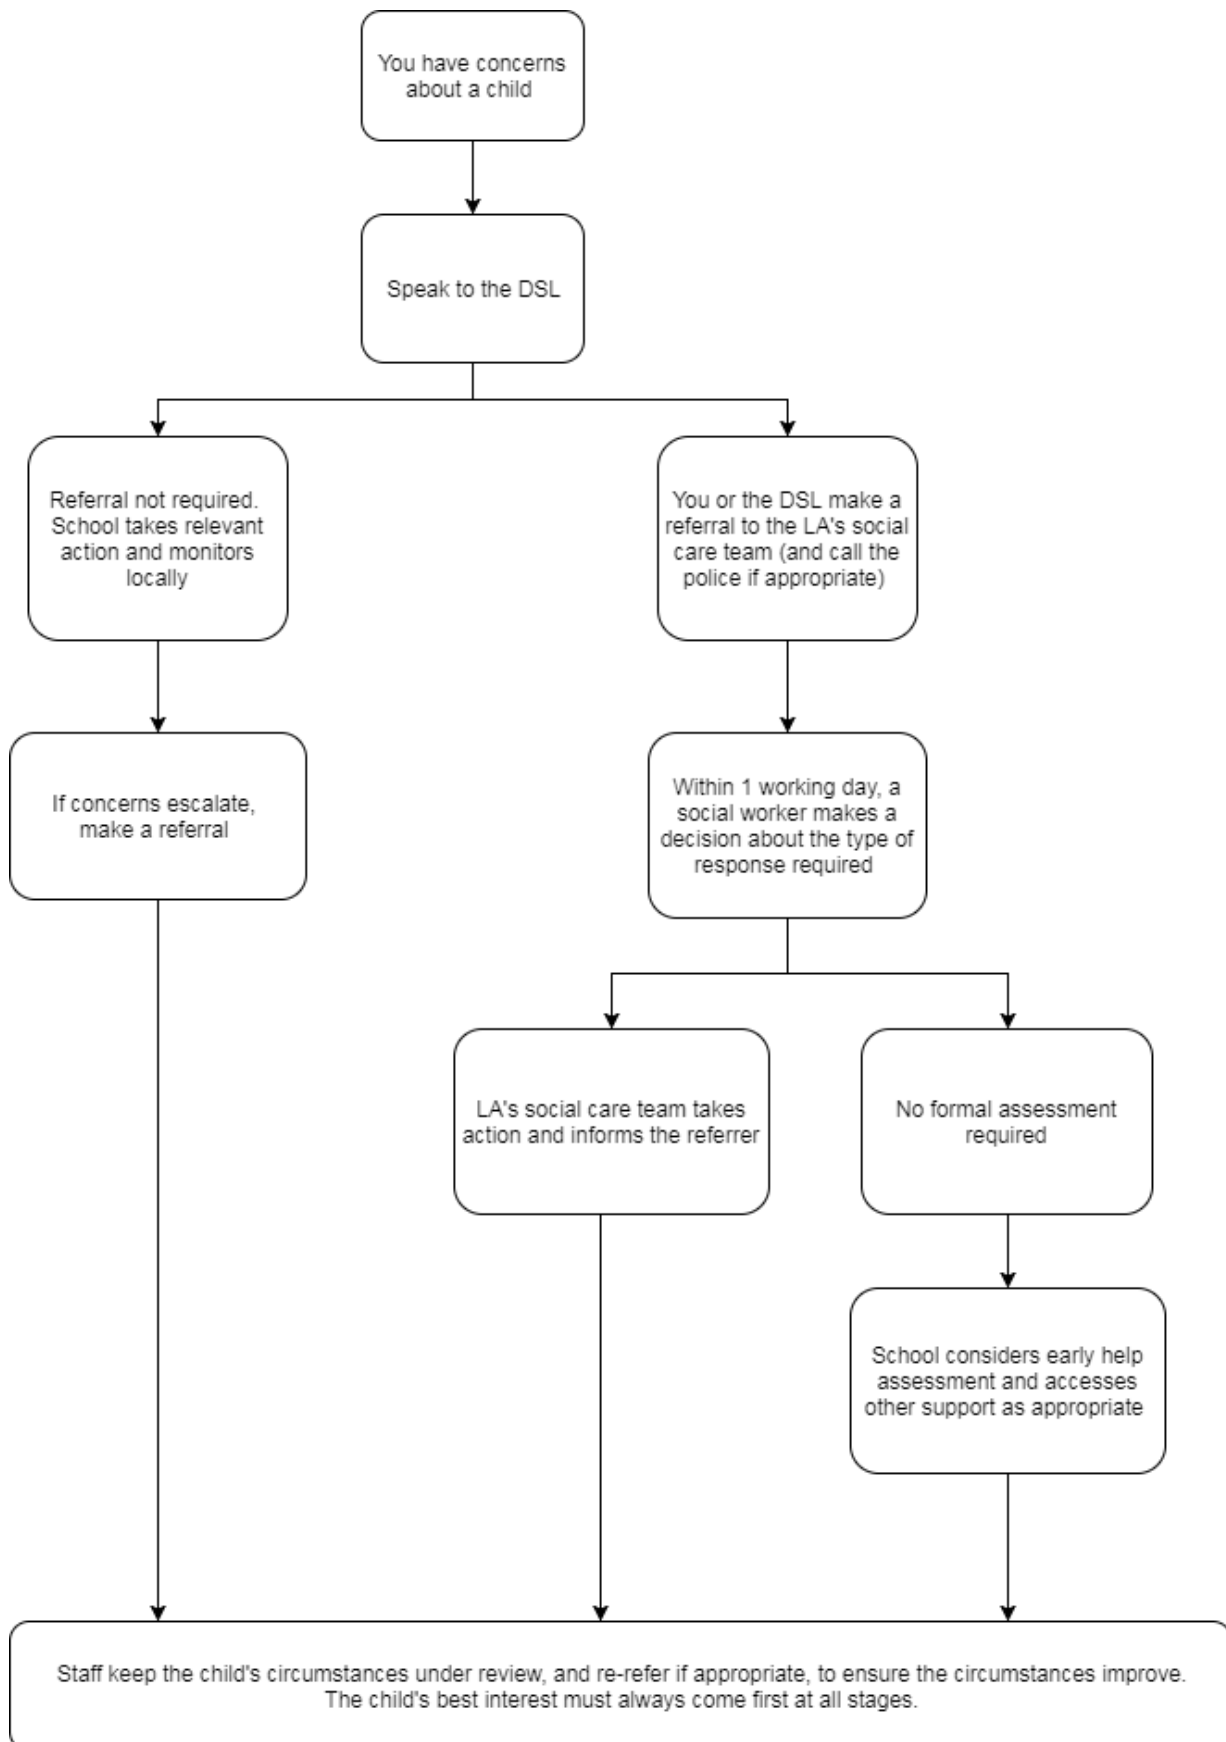 You have concerns
about a child
Speak to the DSL
Referral not required.
School takes relevant
action and monitors
locally
You or the DSL make a
referral to the LA's social
care team (and call the
police if appropriate)
If concerns escalate,
make a referral
Within 1 working day, a
social worker makes a
decision about the type of
response required
LA's social care team takes
action and informs the referrer
No formal assessment
required
School considers early help
assessment and accesses
other support as appropriate
Staff keep the child's circumstances under review, and re-refer if appropriate, to ensure the circumstances improve.
The child's best interest must always come first at all stages.